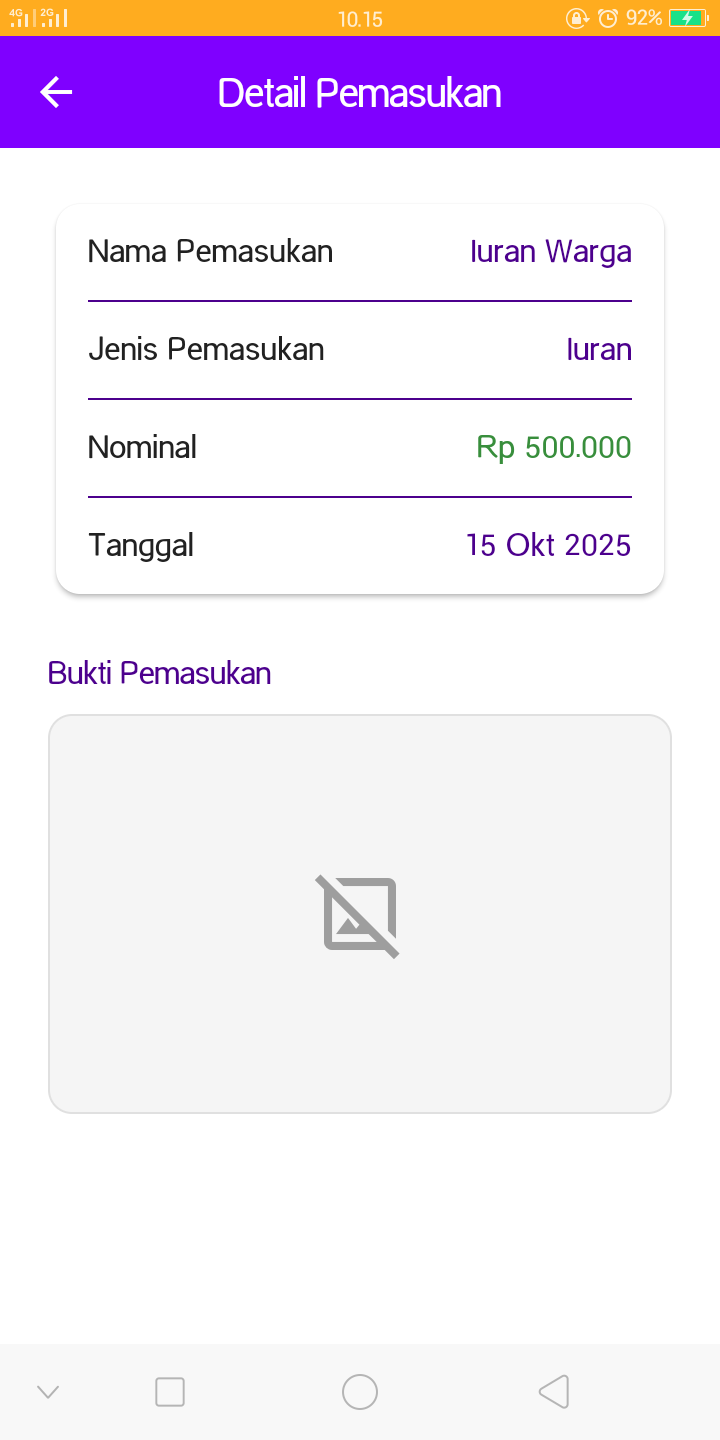 4G 2G 10.15 92%
Detail Pemasukan
Nama Pemasukan Iuran Warga
Jenis Pemasukan Iuran
Nominal Rp 500.000
Tanggal 15 Okt 2025
Bukti Pemasukan